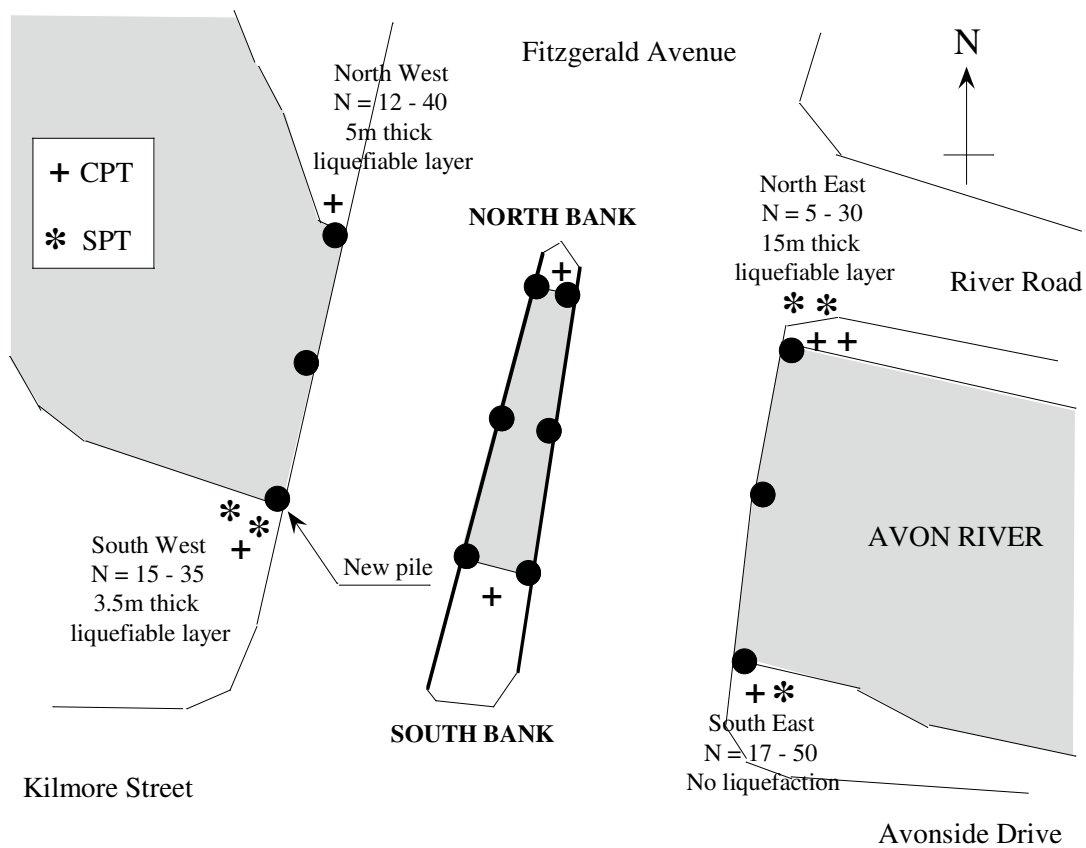 Fitzgerald Avenue
N
North West
N = 12 - 40
5m thick
liquefiable layer
+ CPT
* SPT
NORTH BANK
North East
N = 5 - 30
15m thick
liquefiable layer
River Road
South West
N = 15 - 35
3.5m thick
liquefiable layer
New pile
AVON RIVER
SOUTH BANK
South East
N = 17 - 50
No liquefaction
Kilmore Street
Avonside Drive